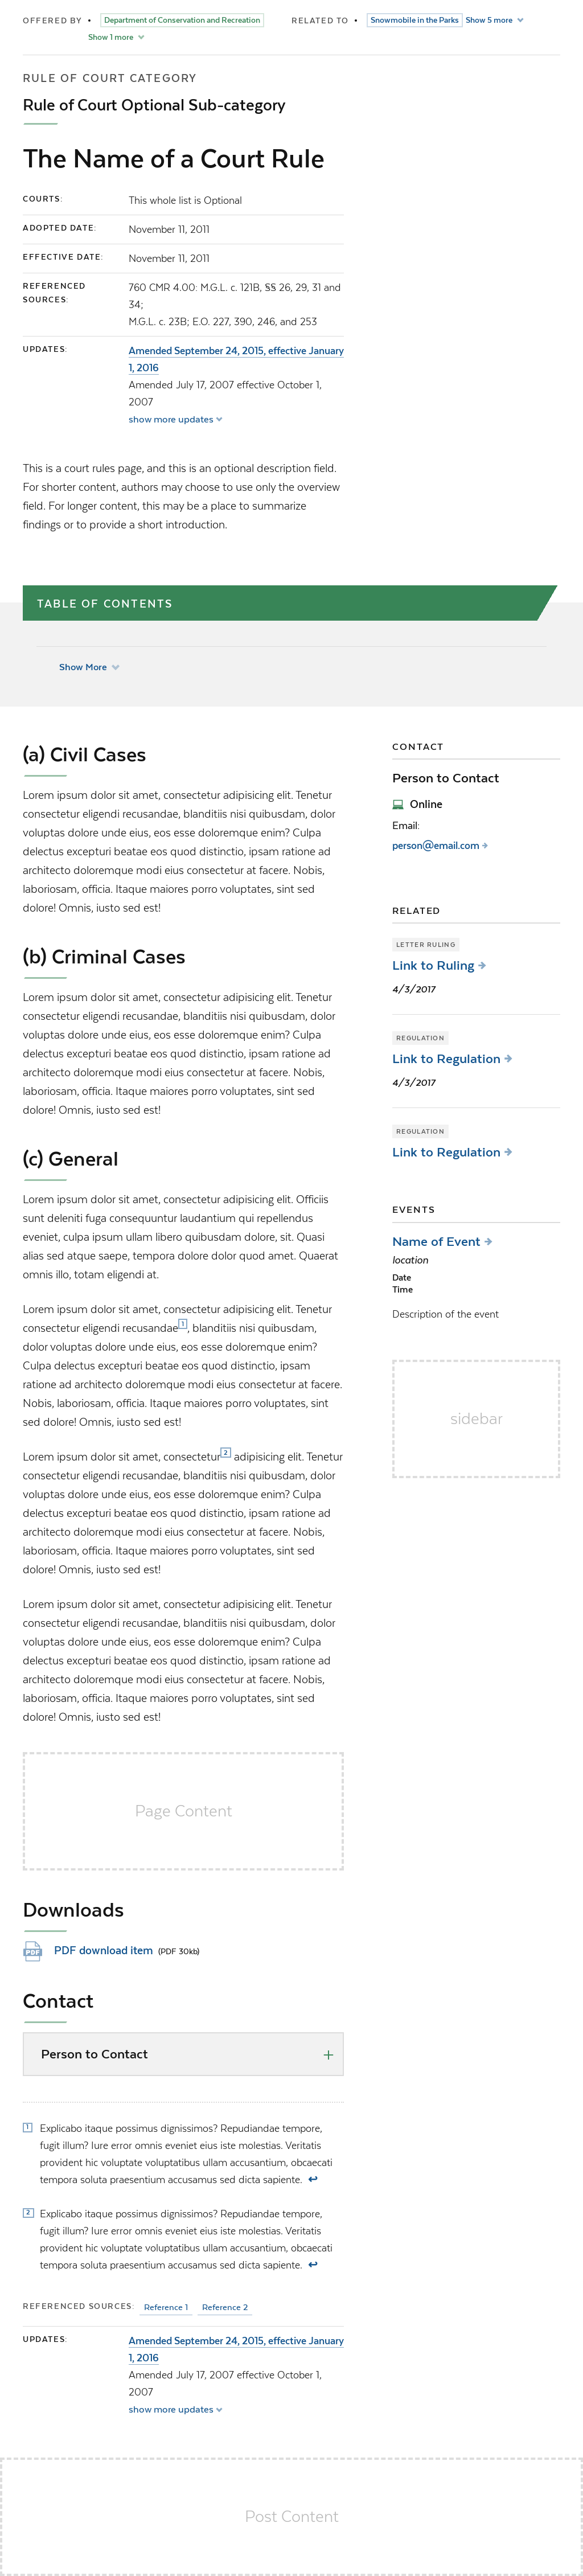 OFFERED BY • Department of Conservation and Recreation
Show 1 more
RELATED TO • Snowmobile in the Parks Show 5 more
RULE OF COURT CATEGORY
Rule of Court Optional Sub-category
The Name of a Court Rule
COURTS: This whole list is Optional
ADOPTED DATE: November 11, 2011
EFFECTIVE DATE: November 11, 2011
REFERENCED SOURCES:
760 CMR 4.00: M.G.L. c. 121B, §§ 26, 29, 31 and
34;
M.G.L. c. 23B; E.O. 227, 390, 246, and 253
UPDATES:
Amended September 24, 2015, effective January
1, 2016
Amended July 17, 2007 effective October 1,
2007
show more updates
This is a court rules page, and this is an optional description field.
For shorter content, authors may choose to use only the overview
field. For longer content, this may be a place to summarize
findings or to provide a short introduction.
TABLE OF CONTENTS
Show More
(a) Civil Cases
Lorem ipsum dolor sit amet, consectetur adipisicing elit. Tenetur
consectetur eligendi recusandae, blanditiis nisi quibusdam, dolor
voluptas dolore unde eius, eos esse doloremque enim? Culpa
delectus excepturi beatae eos quod distinctio, ipsam ratione ad
architecto doloremque modi eius consectetur at facere. Nobis,
laboriosam, officia. Itaque maiores porro voluptates, sint sed
dolore! Omnis, iusto sed est!
(b) Criminal Cases
Lorem ipsum dolor sit amet, consectetur adipisicing elit. Tenetur
consectetur eligendi recusandae, blanditiis nisi quibusdam, dolor
voluptas dolore unde eius, eos esse doloremque enim? Culpa
delectus excepturi beatae eos quod distinctio, ipsam ratione ad
architecto doloremque modi eius consectetur at facere. Nobis,
laboriosam, officia. Itaque maiores porro voluptates, sint sed
dolore! Omnis, iusto sed est!
(c) General
Lorem ipsum dolor sit amet, consectetur adipisicing elit. Officiis
sunt deleniti fuga consequuntur laudantium qui repellendus
eveniet, culpa ipsum ullam libero quibusdam dolore, sit. Quasi
alias sed atque saepe, tempora dolore dolor quod amet. Quaerat
omnis illo, totam eligendi at.
Lorem ipsum dolor sit amet, consectetur adipisicing elit. Tenetur
consectetur eligendi recusandae1, blanditiis nisi quibusdam,
dolor voluptas dolore unde eius, eos esse doloremque enim?
Culpa delectus excepturi beatae eos quod distinctio, ipsam
ratione ad architecto doloremque modi eius consectetur at facere.
Nobis, laboriosam, officia. Itaque maiores porro voluptates, sint
sed dolore! Omnis, iusto sed est!
Lorem ipsum dolor sit amet, consectetur2 adipisicing elit. Tenetur
consectetur eligendi recusandae, blanditiis nisi quibusdam, dolor
voluptas dolore unde eius, eos esse doloremque enim? Culpa
delectus excepturi beatae eos quod distinctio, ipsam ratione ad
architecto doloremque modi eius consectetur at facere. Nobis,
laboriosam, officia. Itaque maiores porro voluptates, sint sed
dolore! Omnis, iusto sed est!
Lorem ipsum dolor sit amet, consectetur adipisicing elit. Tenetur
consectetur eligendi recusandae, blanditiis nisi quibusdam, dolor
voluptas dolore unde eius, eos esse doloremque enim? Culpa
delectus excepturi beatae eos quod distinctio, ipsam ratione ad
architecto doloremque modi eius consectetur at facere. Nobis,
laboriosam, officia. Itaque maiores porro voluptates, sint sed
dolore! Omnis, iusto sed est!
Page Content
Downloads
PDF
PDF download item (PDF 30kb)
Contact
Person to Contact
1 Explicabo itaque possimus dignissimos? Repudiandae tempore,
fugit illum? Iure error omnis eveniet eius iste molestias. Veritatis
provident hic voluptate voluptatibus ullam accusantium, obcaecati
tempora soluta praesentium accusamus sed dicta sapiente. ↩
2 Explicabo itaque possimus dignissimos? Repudiandae tempore,
fugit illum? Iure error omnis eveniet eius iste molestias. Veritatis
provident hic voluptate voluptatibus ullam accusantium, obcaecati
tempora soluta praesentium accusamus sed dicta sapiente. ↩
REFERENCED SOURCES: Reference 1 Reference 2
UPDATES:
Amended September 24, 2015, effective January
1, 2016
Amended July 17, 2007 effective October 1,
2007
show more updates
CONTACT
Person to Contact
Online
Email:
person@email.com
RELATED
LETTER RULING
Link to Ruling
4/3/2017
REGULATION
Link to Regulation
4/3/2017
REGULATION
Link to Regulation
EVENTS
Name of Event
location
Date
Time
Description of the event
sidebar
Post Content